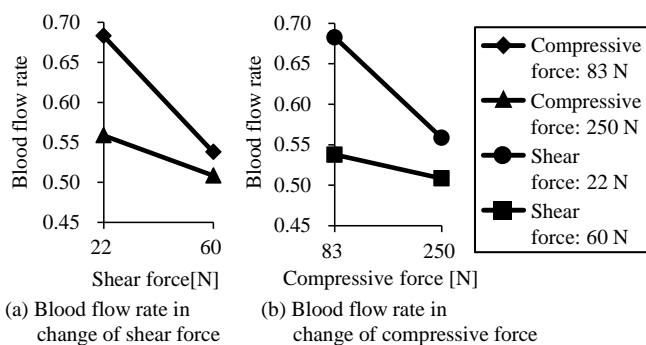 0.70
0.65
0.60
0.55
0.50
0.45
Blood flow rate
22
60
Shear force[N]
(a) Blood flow rate in
change of shear force
0.70
0.65
0.60
0.55
0.50
0.45
Blood flow rate
83
250
Compressive force [N]
(b) Blood flow rate in
change of compressive force
Compressive
force: 83 N
Compressive
force: 250 N
Shear
force: 22 N
Shear
force: 60 N